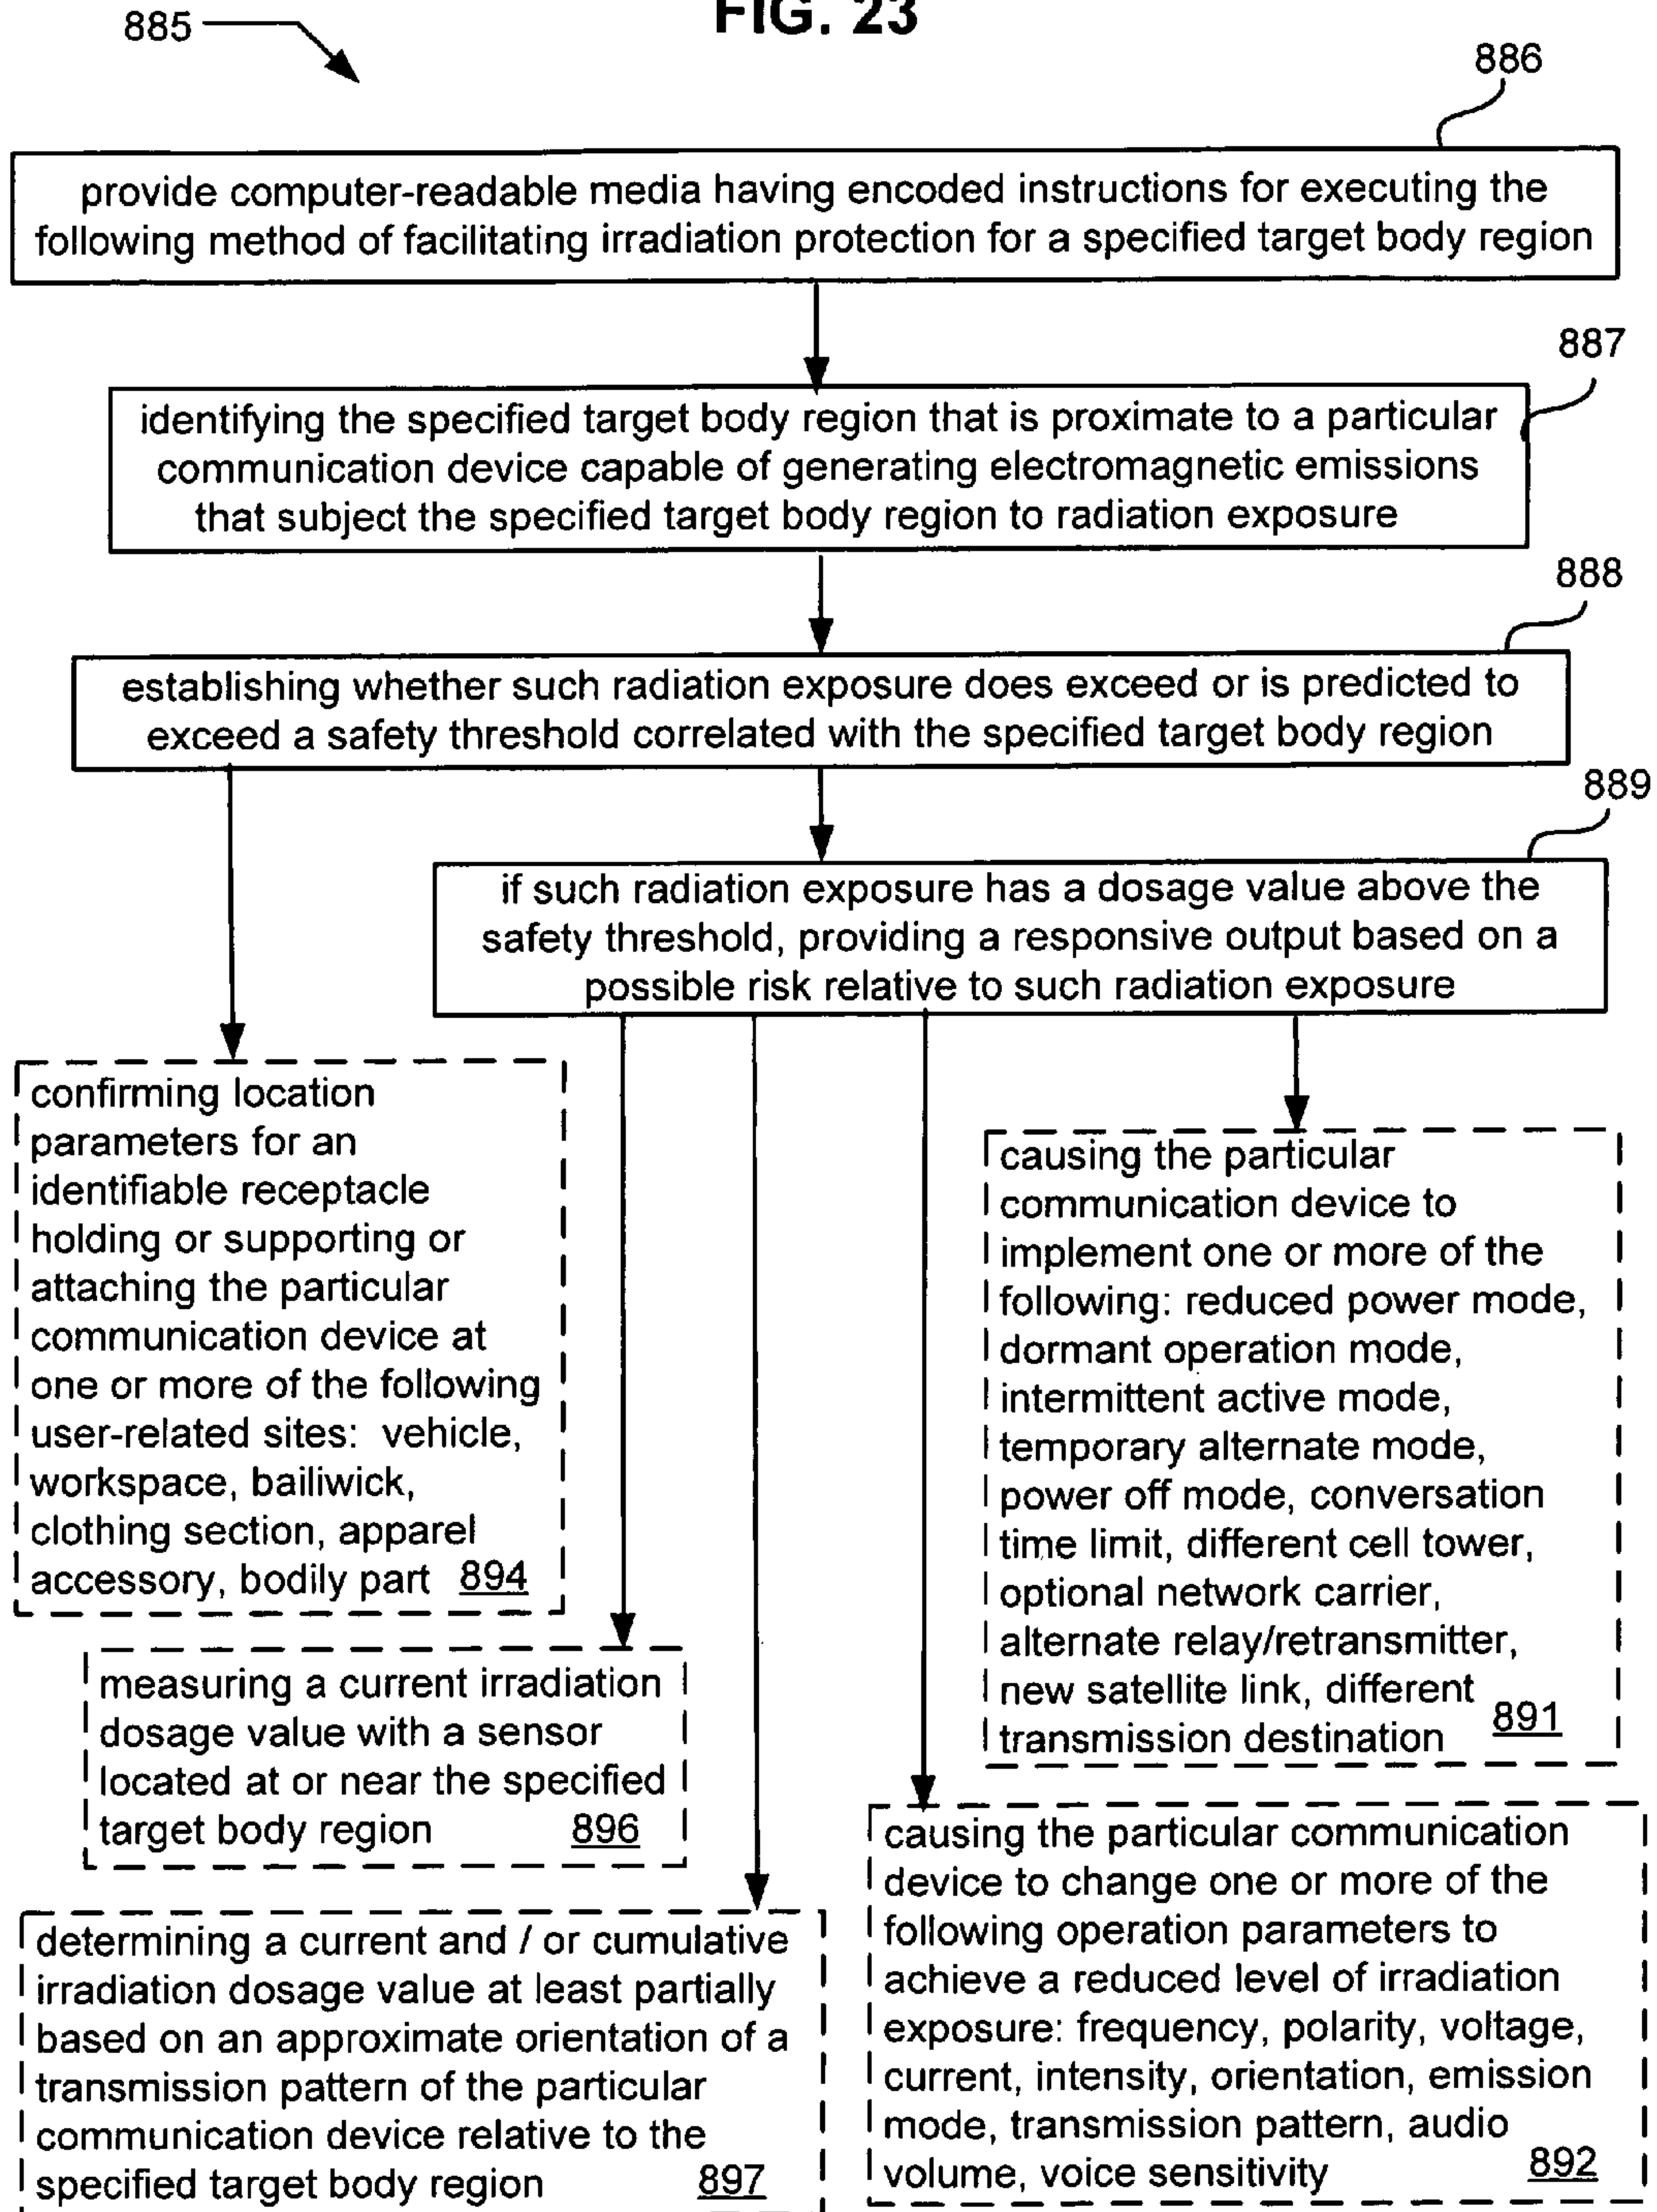 FIG. 23
885
886
provide computer-readable media having encoded instructions for executing the
following method of facilitating irradiation protection for a specified target body region
887
identifying the specified target body region that is proximate to a particular
communication device capable of generating electromagnetic emissions
that subject the specified target body region to radiation exposure
888
establishing whether such radiation exposure does exceed or is predicted to
exceed a safety threshold correlated with the specified target body region
889
if such radiation exposure has a dosage value above the
safety threshold, providing a responsive output based on a
possible risk relative to such radiation exposure
confirming location
parameters for an
identifiable receptacle
holding or supporting or
attaching the particular
communication device at
one or more of the following
user-related sites: vehicle,
workspace, bailiwick,
clothing section, apparel
accessory, bodily part 894
causing the particular
communication device to
implement one or more of the
following: reduced power mode,
dormant operation mode,
intermittent active mode,
temporary alternate mode,
power off mode, conversation
time limit, different cell tower,
optional network carrier,
alternate relay/retransmitter,
new satellite link, different
transmission destination 891
measuring a current irradiation
dosage value with a sensor
located at or near the specified
target body region 896
causing the particular communication
device to change one or more of the
following operation parameters to
achieve a reduced level of irradiation
exposure: frequency, polarity, voltage,
current, intensity, orientation, emission
mode, transmission pattern, audio
volume, voice sensitivity 892
determining a current and / or cumulative
irradiation dosage value at least partially
based on an approximate orientation of a
transmission pattern of the particular
communication device relative to the
specified target body region 897